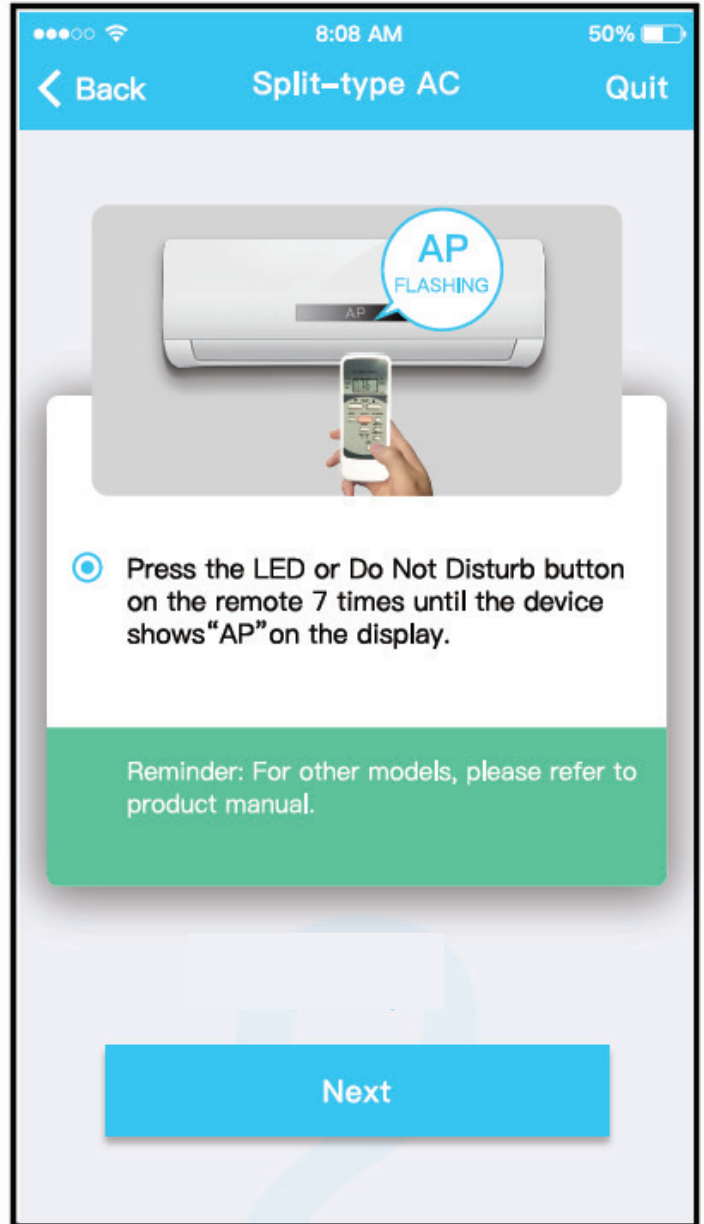 8:08 AM 50%
Back Split-type AC Quit
AP
FLASHING
AP
Press the LED or Do Not Disturb button
on the remote 7 times until the device
shows“AP”on the display.
Reminder: For other models, please refer to
product manual.
Next